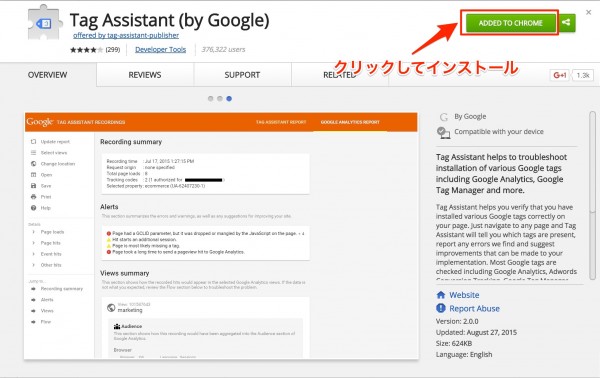 Tag Assistant (by Google)
offered by tag-assistant-publisher
(299)
Developer Tools
376,322 users
ADDED TO CHROME
クリックしてインストール
OVERVIEW
REVIEWS
SUPPORT
RELATED
+1
1.3k
Google TAG ASSISTANT RECORDINGS
TAG ASSISTANT REPORT
GOOGLE ANALYTICS REPORT
Update report
Select views
Change location
Open
Save
Print
Help
Details
Page loads
Page hits
Event hits
Other hits
Recording summary
Alerts
Views
Flow
Recording summary
Recording time : Jul 17, 2015 1:27:15 PM
Request origin : none specified
Total page loads : 8
Tracking codes : 2 (1 authorized for
Selected property : ecommerce (UA-62407230-1)
Alerts
This section summarizes the errors and warnings, as well as any suggestions for improving your site.
Page had a GCLID parameter, but it was dropped or mangled by the JavaScript on the page.
Hit starts an additional session.
Page is most likely missing a tag.
Page took a long time to send a pageview hit to Google Analytics.
Views summary
This section shows how the recorded hits would appear in the selected Google Analytics views. If the data is
not what you expected, review the Flow section below to troubleshoot the problem.
marketing
Audience
This section shows how this recording would have been aggregated into the Audience section of
Google Analytics.
Browser
By Google
Compatible with your device
Tag Assistant helps to troubleshoot
installation of various Google tags
including Google Analytics, Google
Tag Manager and more.
Tag Assistant helps you verify that you have
installed various Google tags correctly on
your page. Just navigate to any page and Tag
Assistant will tell you which tags are present,
report any errors we find and suggest
improvements that can be made to your
implementation. Most Google tags are
checked including Google Analytics, Adwords
Website
Report Abuse
Version: 2.0.0
Updated: August 27, 2015
Size: 624KB
Language: English